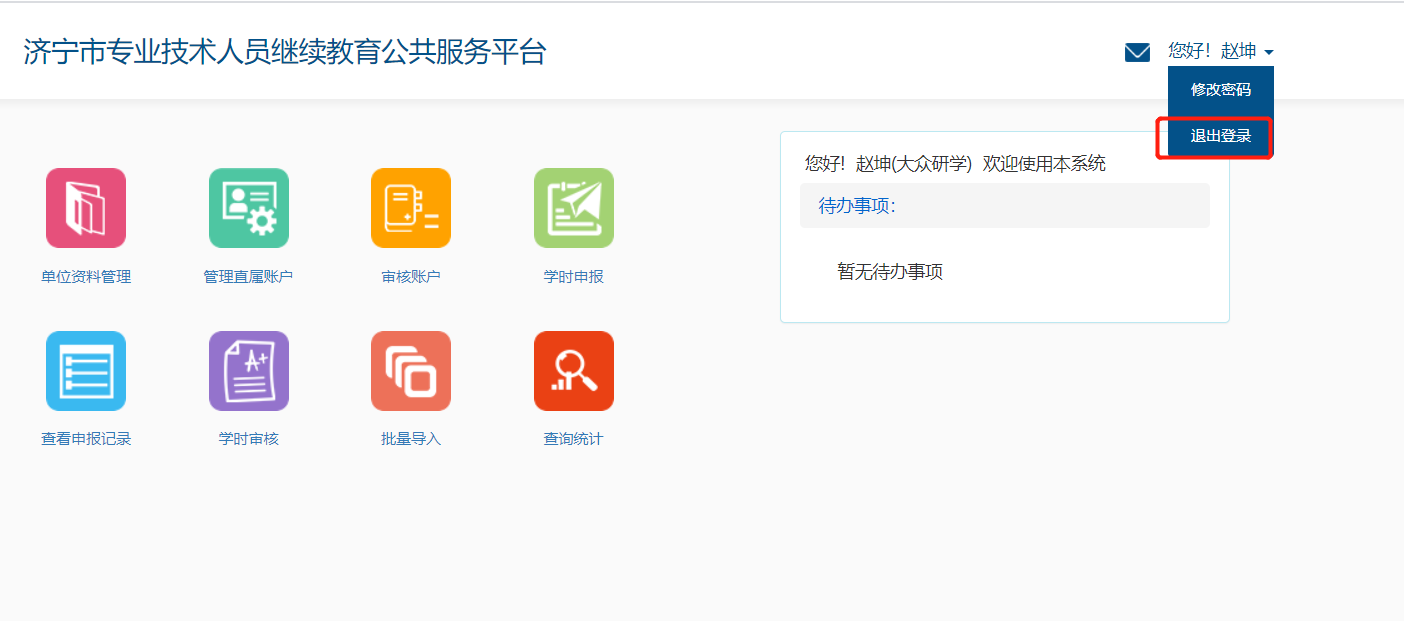 济宁市专业技术人员继续教育公共服务平台
您好！赵坤
修改密码
退出登录
您好！赵坤(大众研学) 欢迎使用本系统
待办事项：
暂无待办事项
单位资料管理
管理直属账户
审核账户
学时申报
A+
查看申报记录
学时审核
批量导入
查询统计